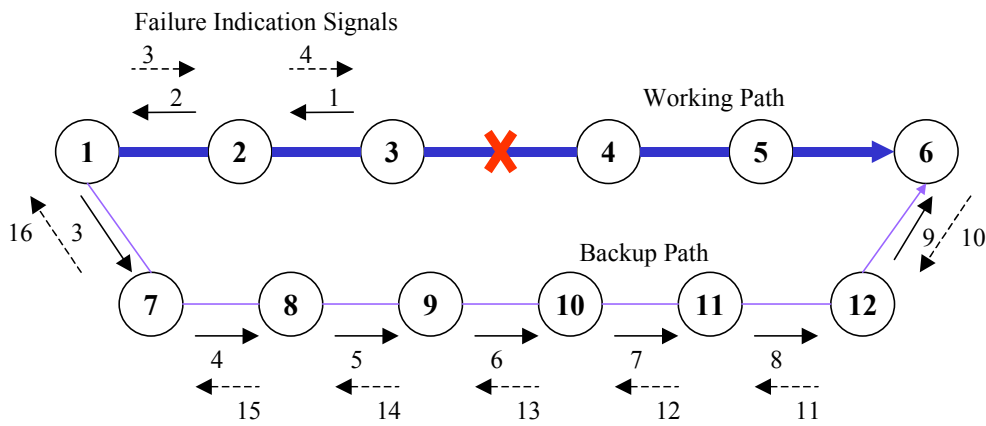 Failure Indication Signals
3 4
2 1
Working Path
1 2 3 4 5 6
16 3 9 10
Backup Path
7 8 9 10 11 12
4 5 6 7 8
15 14 13 12 11